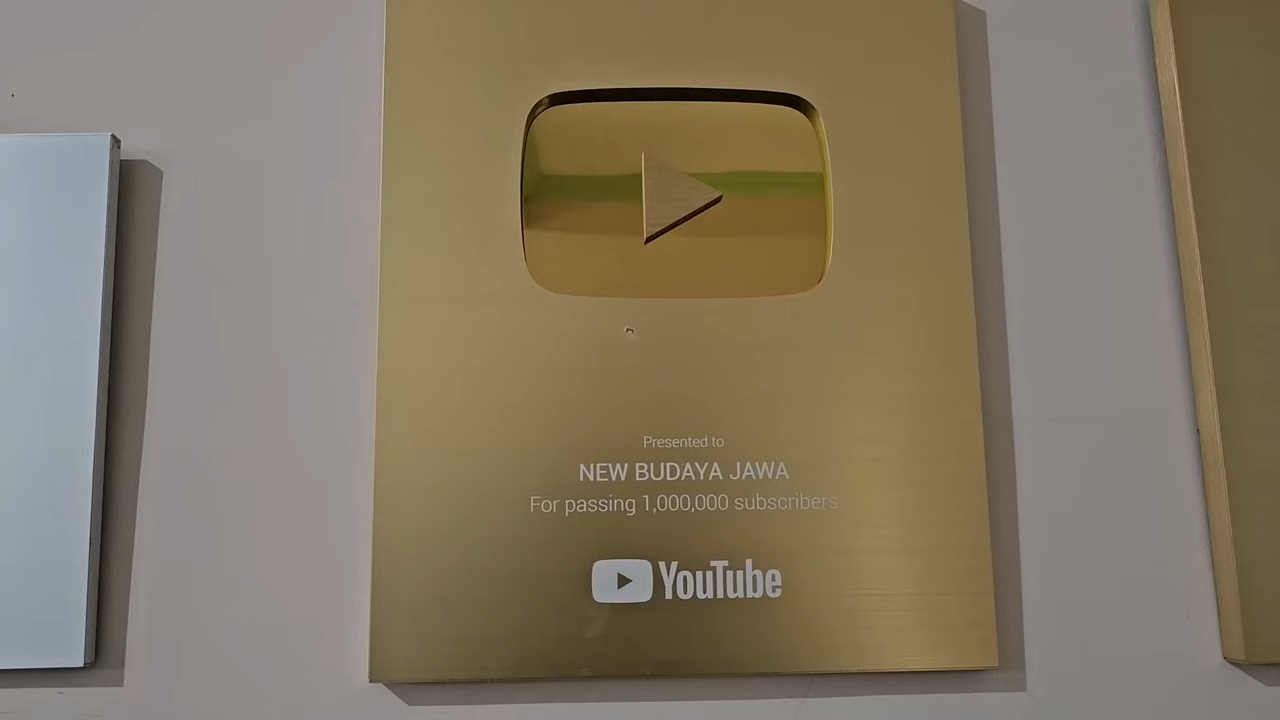 Presented to
NEW BUDAYA JAWA
For passing 1,000,000 subscribers
YouTube